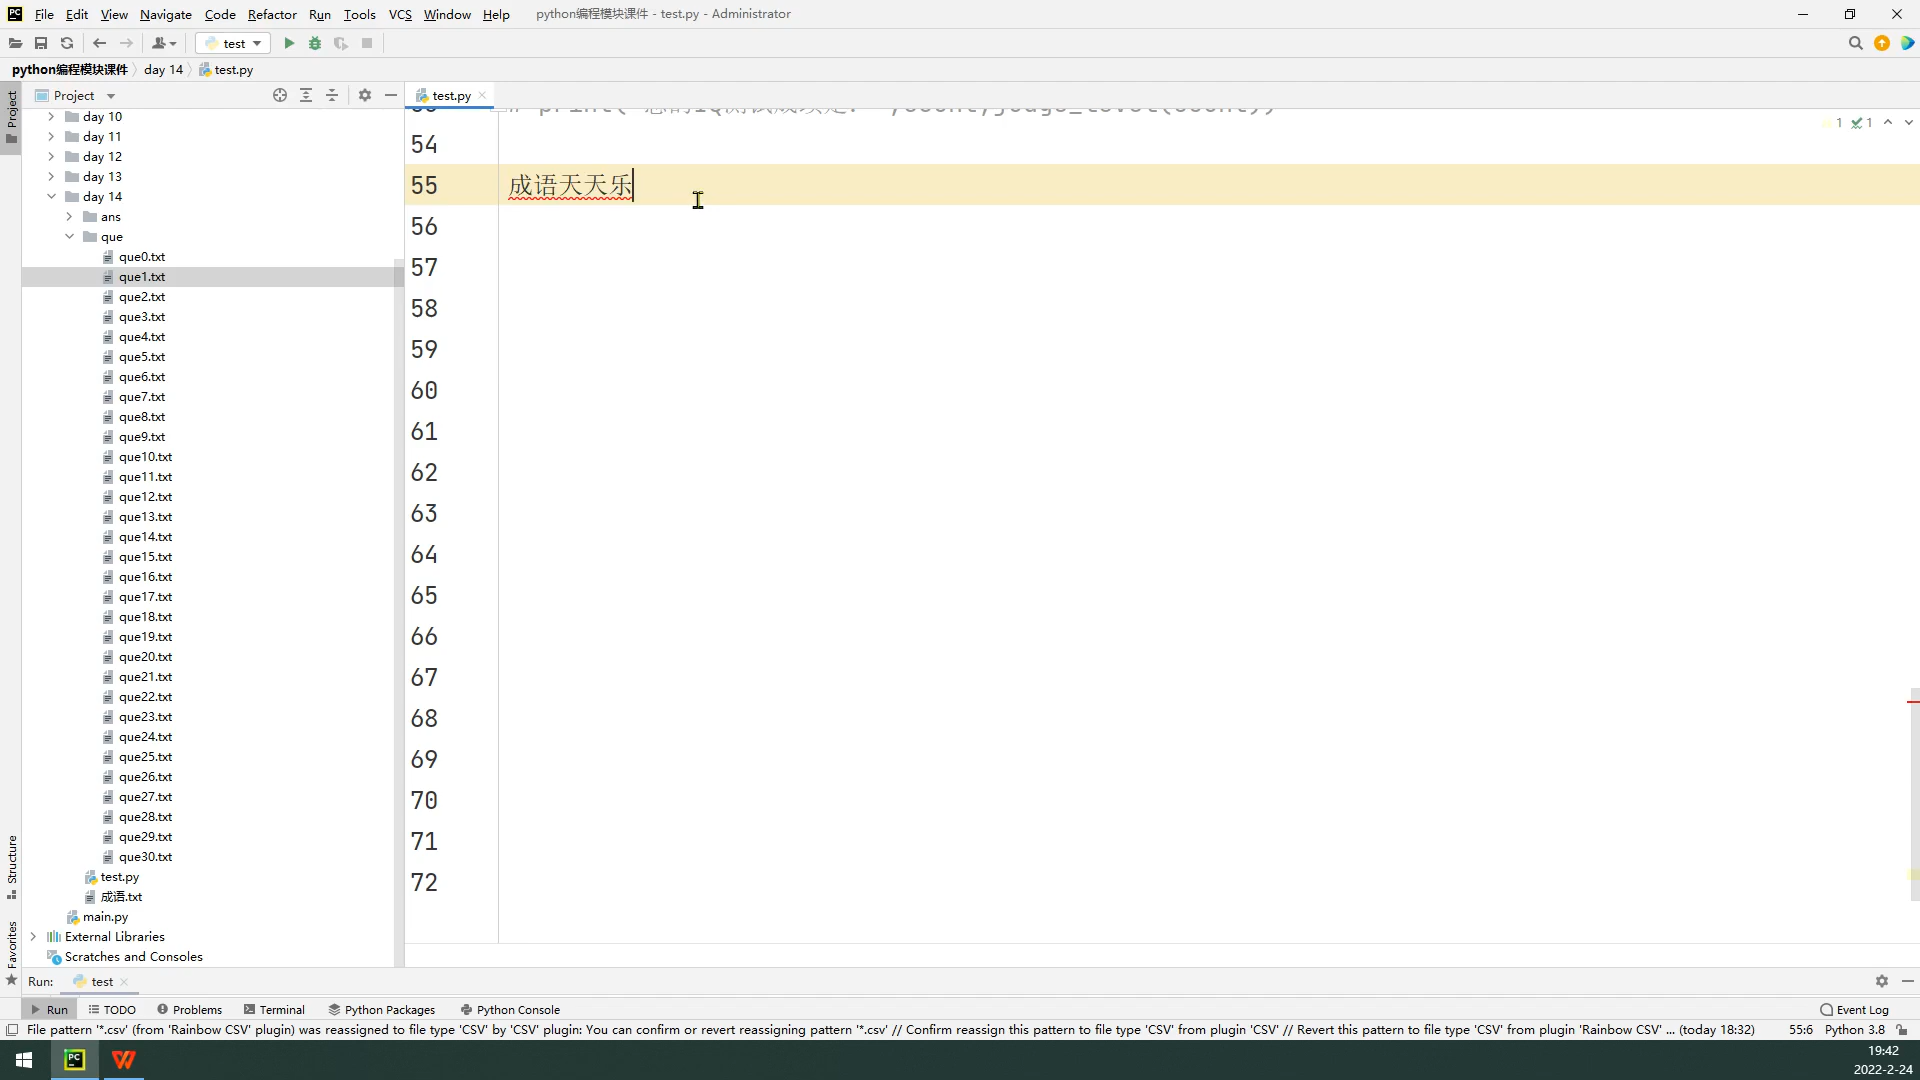 File Edit View Navigate Code Refactor Run Tools VCS Window Help python编程模块课件 - test.py - Administrator
test
python编程模块课件 day 14 test.py
Project
test.py
1 1
Project
day 10
day 11
day 12
day 13
day 14
ans
que
que0.txt
que1.txt
que2.txt
que3.txt
que4.txt
que5.txt
que6.txt
que7.txt
que8.txt
que9.txt
que10.txt
que11.txt
que12.txt
que13.txt
que14.txt
que15.txt
que16.txt
que17.txt
que18.txt
que19.txt
que20.txt
que21.txt
que22.txt
que23.txt
que24.txt
que25.txt
que26.txt
que27.txt
que28.txt
que29.txt
que30.txt
test.py
成语.txt
main.py
External Libraries
Scratches and Consoles
54
55 成语天天乐
56
57
58
59
60
61
62
63
64
65
66
67
68
69
70
71
72
Structure
Favorites
Run: test
Run TODO Problems Terminal Python Packages Python Console Event Log
File pattern '*.csv' (from 'Rainbow CSV' plugin) was reassigned to file type 'CSV' by 'CSV' plugin: You can confirm or revert reassigning pattern '*.csv' // Confirm reassign this pattern to file type 'CSV' from plugin 'CSV' // Revert this pattern to file type 'CSV' from plugin 'Rainbow CSV' ... (today 18:32) 55:6 Python 3.8
PC
19:42
2022-2-24